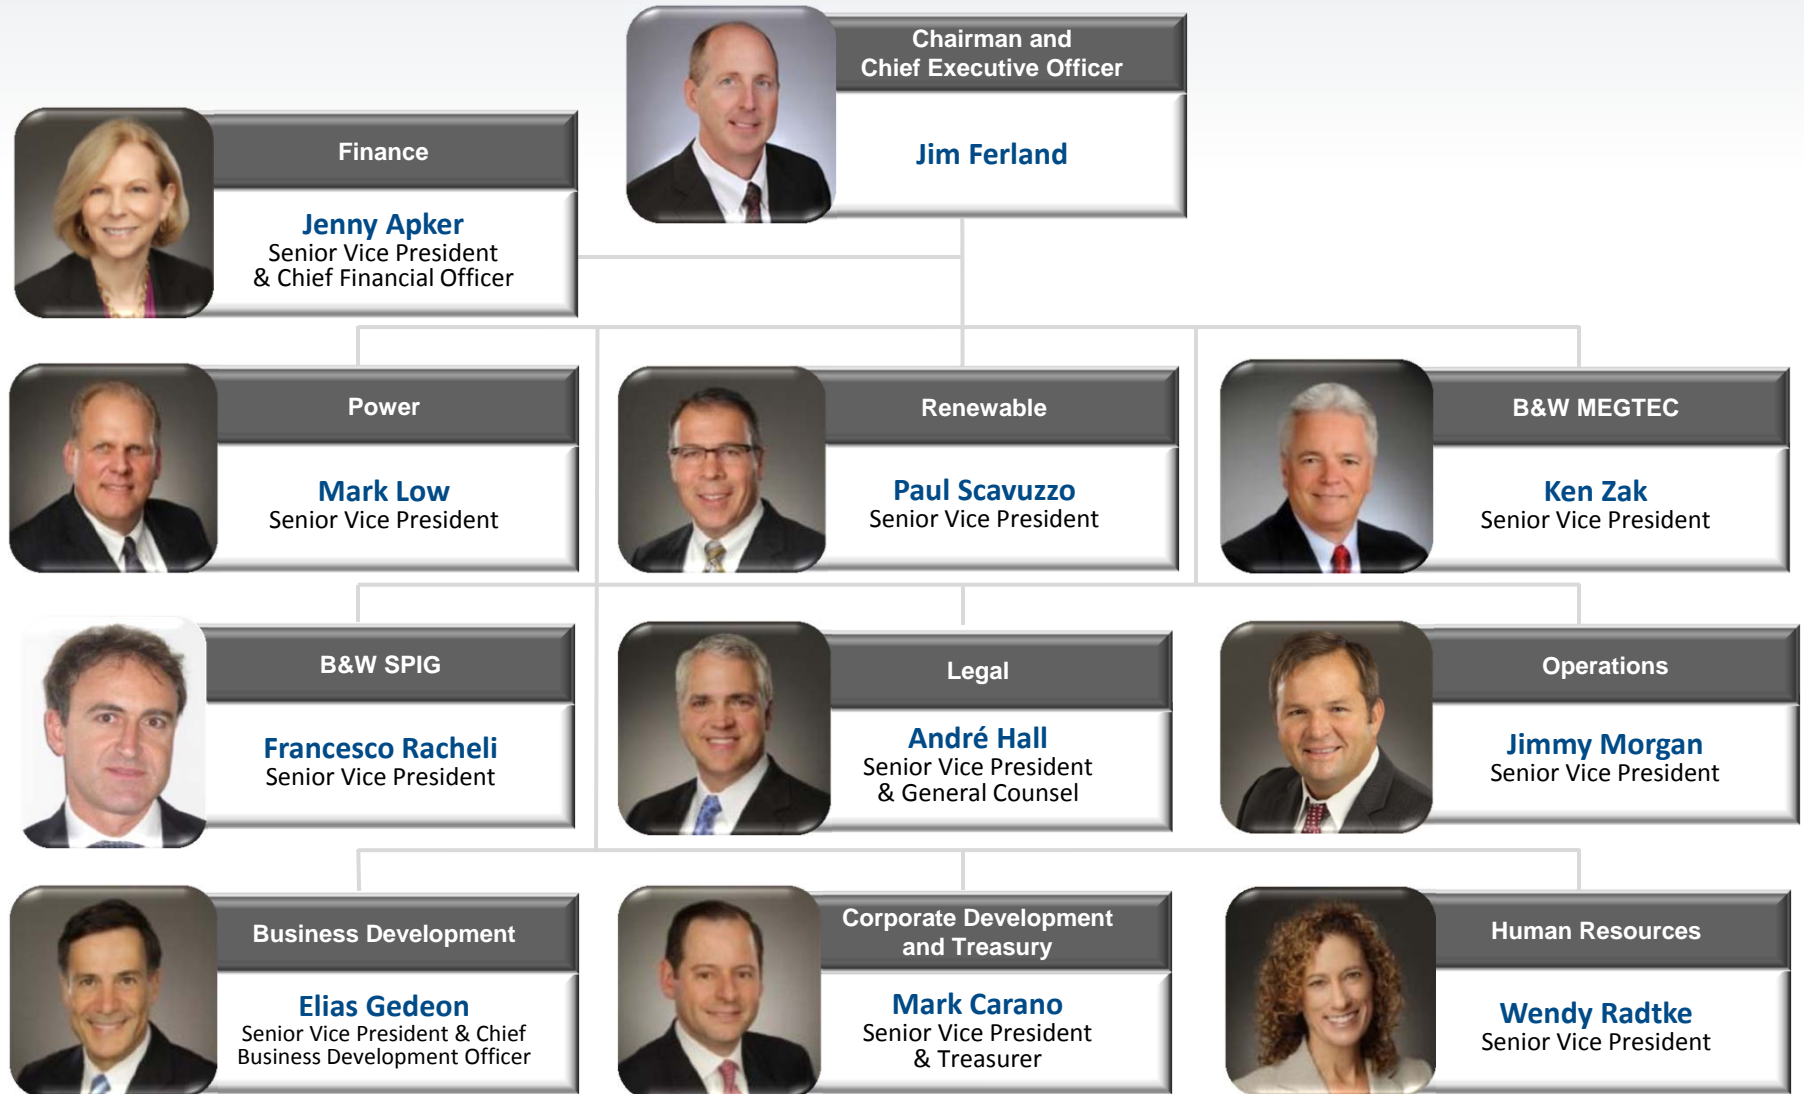 Chairman and
Chief Executive Officer
Jim Ferland
Finance
Jenny Apker
Senior Vice President
& Chief Financial Officer
Power
Mark Low
Senior Vice President
Renewable
Paul Scavuzzo
Senior Vice President
B&W MEGTEC
Ken Zak
Senior Vice President
B&W SPIG
Francesco Racheli
Senior Vice President
Legal
André Hall
Senior Vice President
& General Counsel
Operations
Jimmy Morgan
Senior Vice President
Business Development
Elias Gedeon
Senior Vice President & Chief
Business Development Officer
Corporate Development
and Treasury
Mark Carano
Senior Vice President
& Treasurer
Human Resources
Wendy Radtke
Senior Vice President